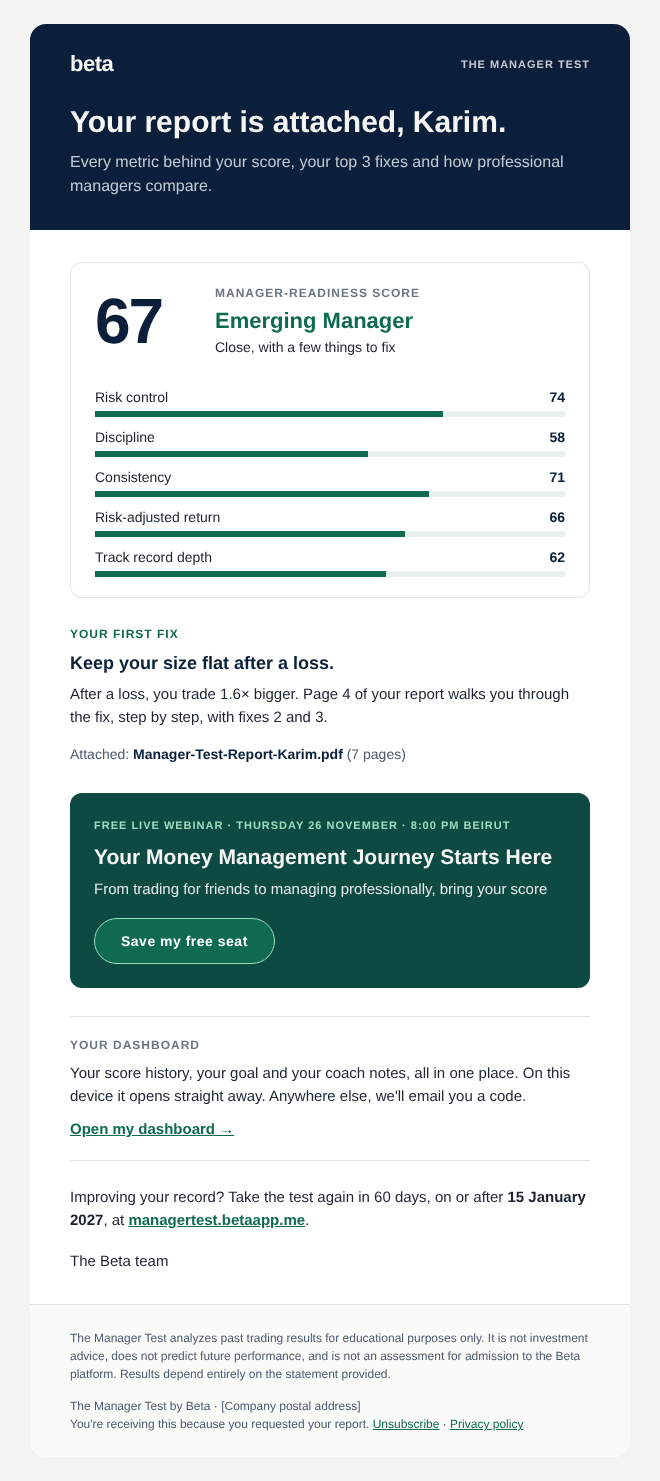 beta
THE MANAGER TEST
Your report is attached, Karim.
Every metric behind your score, your top 3 fixes and how professional
managers compare.
67
MANAGER-READINESS SCORE
Emerging Manager
Close, with a few things to fix
Risk control 74
Discipline 58
Consistency 71
Risk-adjusted return 66
Track record depth 62
YOUR FIRST FIX
Keep your size flat after a loss.
After a loss, you trade 1.6× bigger. Page 4 of your report walks you through
the fix, step by step, with fixes 2 and 3.
Attached: Manager-Test-Report-Karim.pdf (7 pages)
FREE LIVE WEBINAR · THURSDAY 26 NOVEMBER · 8:00 PM BEIRUT
Your Money Management Journey Starts Here
From trading for friends to managing professionally, bring your score
Save my free seat
YOUR DASHBOARD
Your score history, your goal and your coach notes, all in one place. On this
device it opens straight away. Anywhere else, we'll email you a code.
Open my dashboard →
Improving your record? Take the test again in 60 days, on or after 15 January
2027, at managertest.betaapp.me.
The Beta team
The Manager Test analyzes past trading results for educational purposes only. It is not investment
advice, does not predict future performance, and is not an assessment for admission to the Beta
platform. Results depend entirely on the statement provided.
The Manager Test by Beta · [Company postal address]
You're receiving this because you requested your report. Unsubscribe · Privacy policy